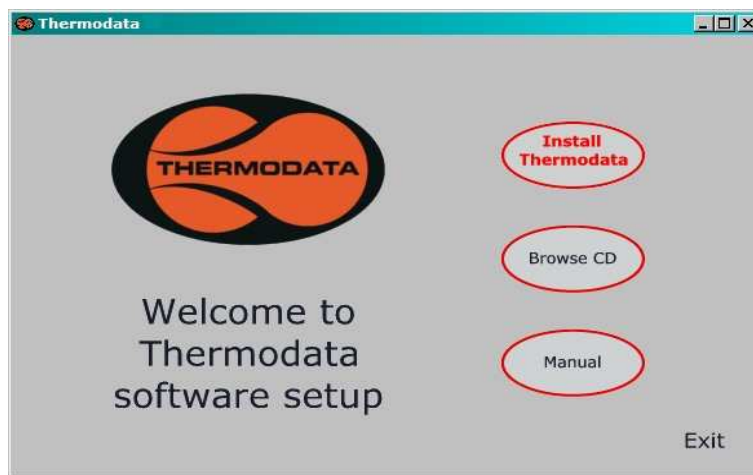 Thermodata
THERMODATA
Welcome to
Thermodata
software setup
Install
Thermodata
Browse CD
Manual
Exit